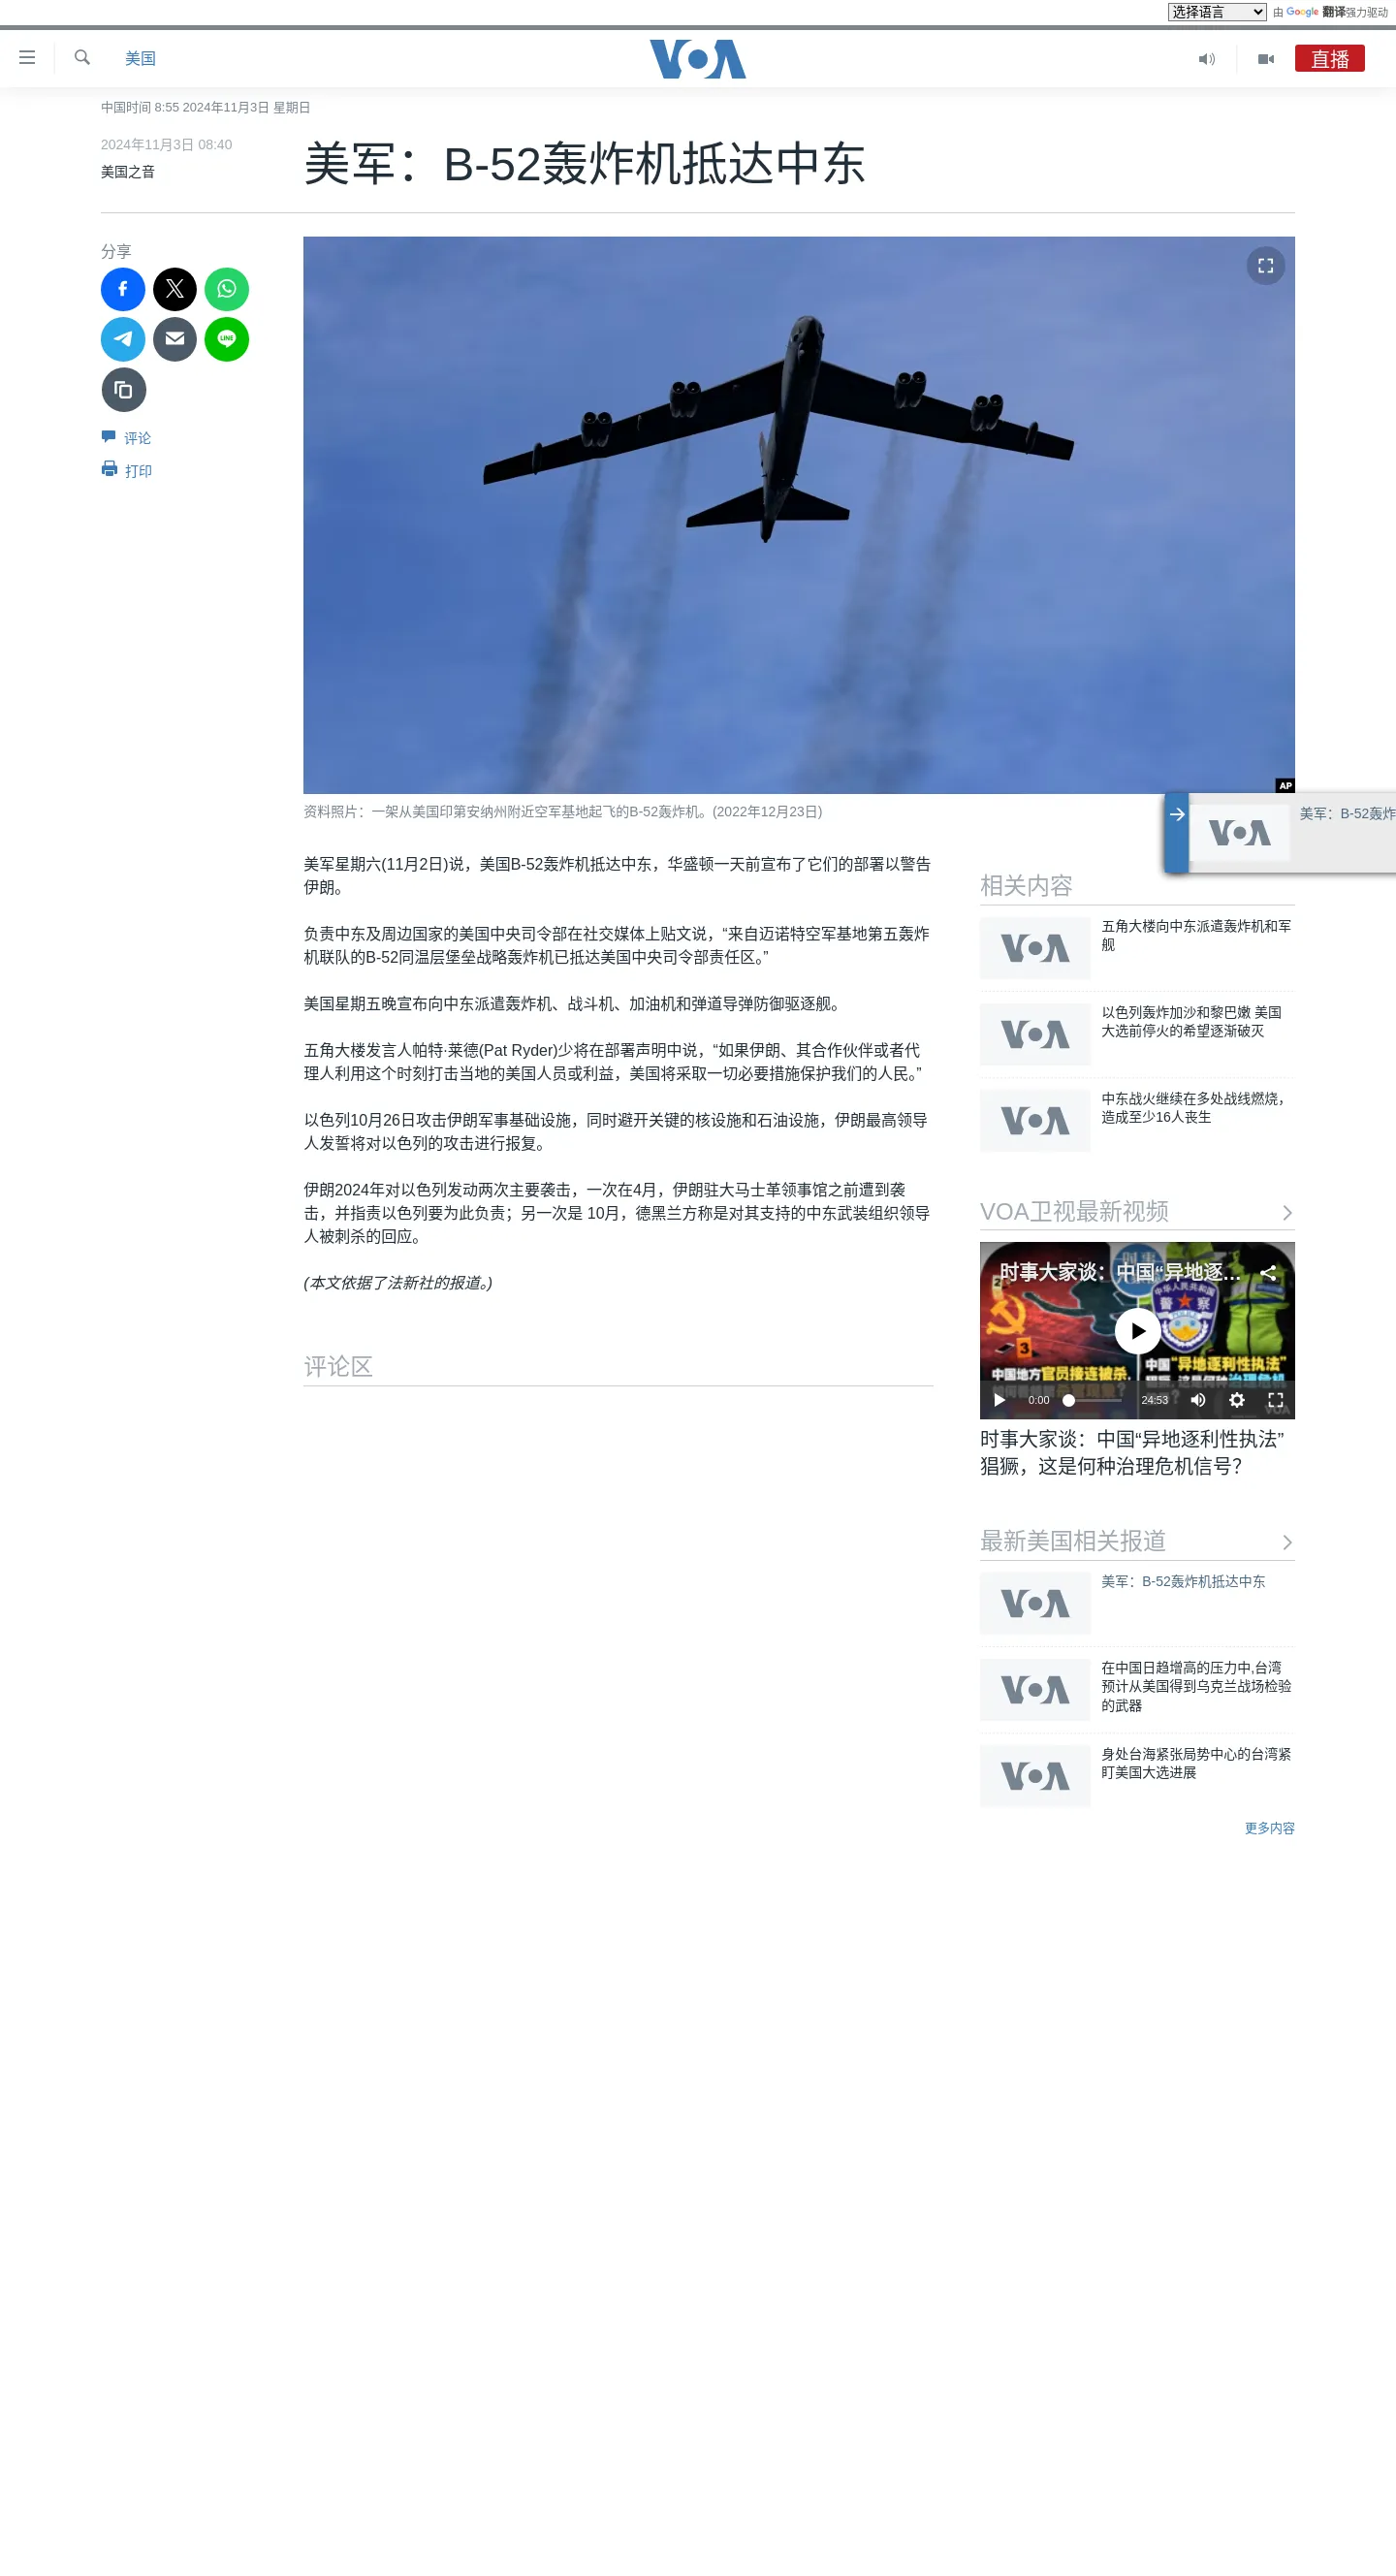 选择语言 由 Google 翻译强力驱动
美国
VOA
直播
中国时间 8:55 2024年11月3日 星期日
2024年11月3日 08:40
美国之音
美军：B-52轰炸机抵达中东
分享
LINE
评论
打印
AP
资料照片：一架从美国印第安纳州附近空军基地起飞的B-52轰炸机。(2022年12月23日)
VOA
美军：B-52轰炸
美军星期六(11月2日)说，美国B-52轰炸机抵达中东，华盛顿一天前宣布了它们的部署以警告
伊朗。
负责中东及周边国家的美国中央司令部在社交媒体上贴文说，“来自迈诺特空军基地第五轰炸
机联队的B-52同温层堡垒战略轰炸机已抵达美国中央司令部责任区。”
美国星期五晚宣布向中东派遣轰炸机、战斗机、加油机和弹道导弹防御驱逐舰。
五角大楼发言人帕特·莱德(Pat Ryder)少将在部署声明中说，“如果伊朗、其合作伙伴或者代
理人利用这个时刻打击当地的美国人员或利益，美国将采取一切必要措施保护我们的人民。”
以色列10月26日攻击伊朗军事基础设施，同时避开关键的核设施和石油设施，伊朗最高领导
人发誓将对以色列的攻击进行报复。
伊朗2024年对以色列发动两次主要袭击，一次在4月，伊朗驻大马士革领事馆之前遭到袭
击，并指责以色列要为此负责；另一次是 10月，德黑兰方称是对其支持的中东武装组织领导
人被刺杀的回应。
(本文依据了法新社的报道。)
评论区
相关内容
VOA
五角大楼向中东派遣轰炸机和军
舰
VOA
以色列轰炸加沙和黎巴嫩 美国
大选前停火的希望逐渐破灭
VOA
中东战火继续在多处战线燃烧，
造成至少16人丧生
VOA卫视最新视频
时事大家谈：中国“异地逐...
中华人民共和国
警察
3
中国地方官员接连被杀,
中国“异地逐利性执法”
0:00
24:53
VOA
时事大家谈：中国“异地逐利性执法”
猖獗，这是何种治理危机信号？
最新美国相关报道
VOA
美军：B-52轰炸机抵达中东
VOA
在中国日趋增高的压力中,台湾
预计从美国得到乌克兰战场检验
的武器
VOA
身处台海紧张局势中心的台湾紧
盯美国大选进展
更多内容